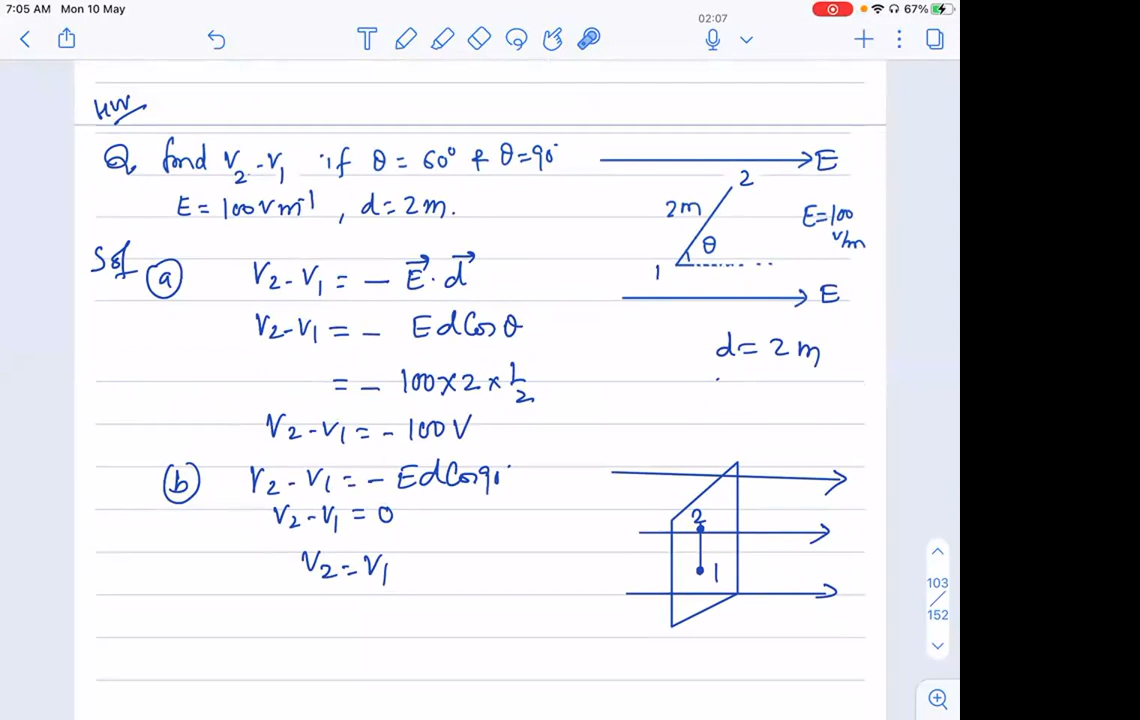 7:05 AM Mon 10 May
67%
02:07
T
HW
Q find V₂-V₁ if θ = 60° & θ=90°
E = 100 V m⁻¹, d = 2m.
E
2
2m
θ
1
E=100 V/m
E
d = 2 m
Sol (a) V₂-V₁ = - E⃗ · d⃗
V₂-V₁ = - Ed Cos θ
= - 100 × 2 × 1/2
V₂-V₁ = - 100 V
(b) V₂-V₁ = - Ed Cos 90°
V₂-V₁ = 0
V₂ = V₁
2
1
103
/
152